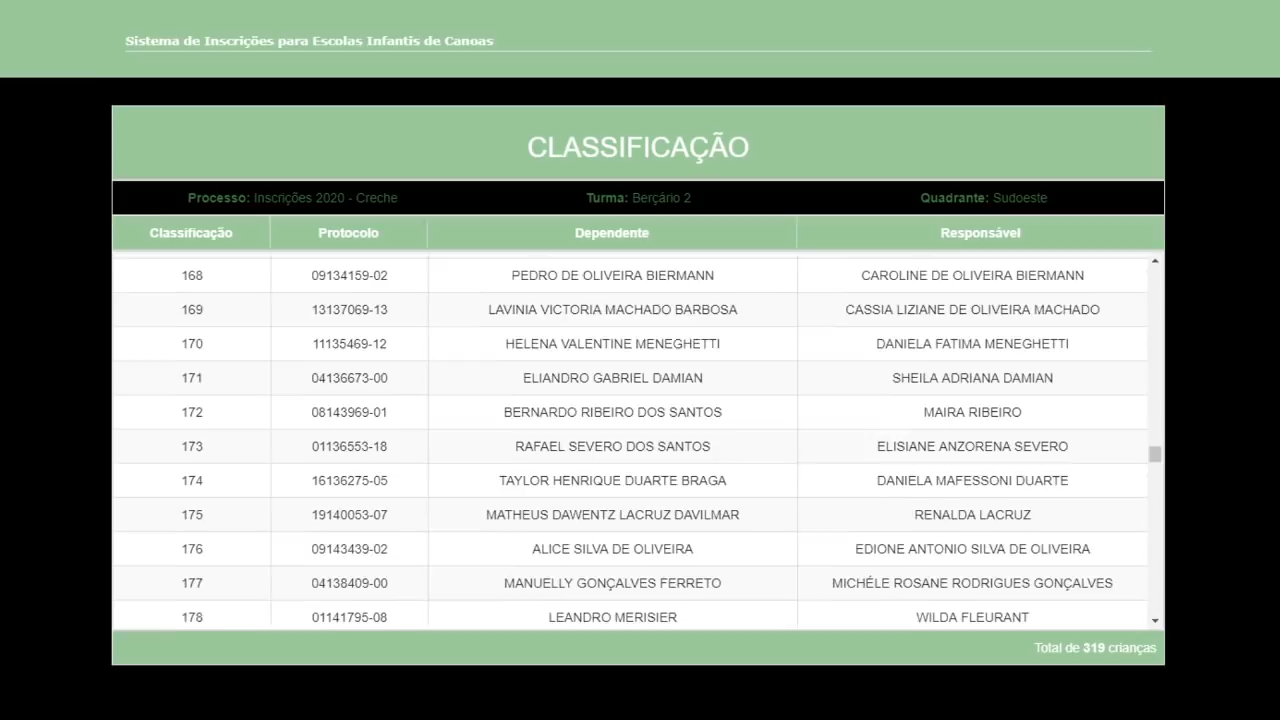 Sistema de Inscrições para Escolas Infantis de Canoas
CLASSIFICAÇÃO
Processo: Inscrições 2020 - Creche Turma: Berçário 2 Quadrante: Sudoeste
Classificação Protocolo Dependente Responsável
168 09134159-02 PEDRO DE OLIVEIRA BIERMANN CAROLINE DE OLIVEIRA BIERMANN
169 13137069-13 LAVINIA VICTORIA MACHADO BARBOSA CASSIA LIZIANE DE OLIVEIRA MACHADO
170 11135469-12 HELENA VALENTINE MENEGHETTI DANIELA FATIMA MENEGHETTI
171 04136673-00 ELIANDRO GABRIEL DAMIAN SHEILA ADRIANA DAMIAN
172 08143969-01 BERNARDO RIBEIRO DOS SANTOS MAIRA RIBEIRO
173 01136553-18 RAFAEL SEVERO DOS SANTOS ELISIANE ANZORENA SEVERO
174 16136275-05 TAYLOR HENRIQUE DUARTE BRAGA DANIELA MAFESSONI DUARTE
175 19140053-07 MATHEUS DAWENTZ LACRUZ DAVILMAR RENALDA LACRUZ
176 09143439-02 ALICE SILVA DE OLIVEIRA EDIONE ANTONIO SILVA DE OLIVEIRA
177 04138409-00 MANUELLY GONÇALVES FERRETO MICHÉLE ROSANE RODRIGUES GONÇALVES
178 01141795-08 LEANDRO MERISIER WILDA FLEURANT
Total de 319 crianças